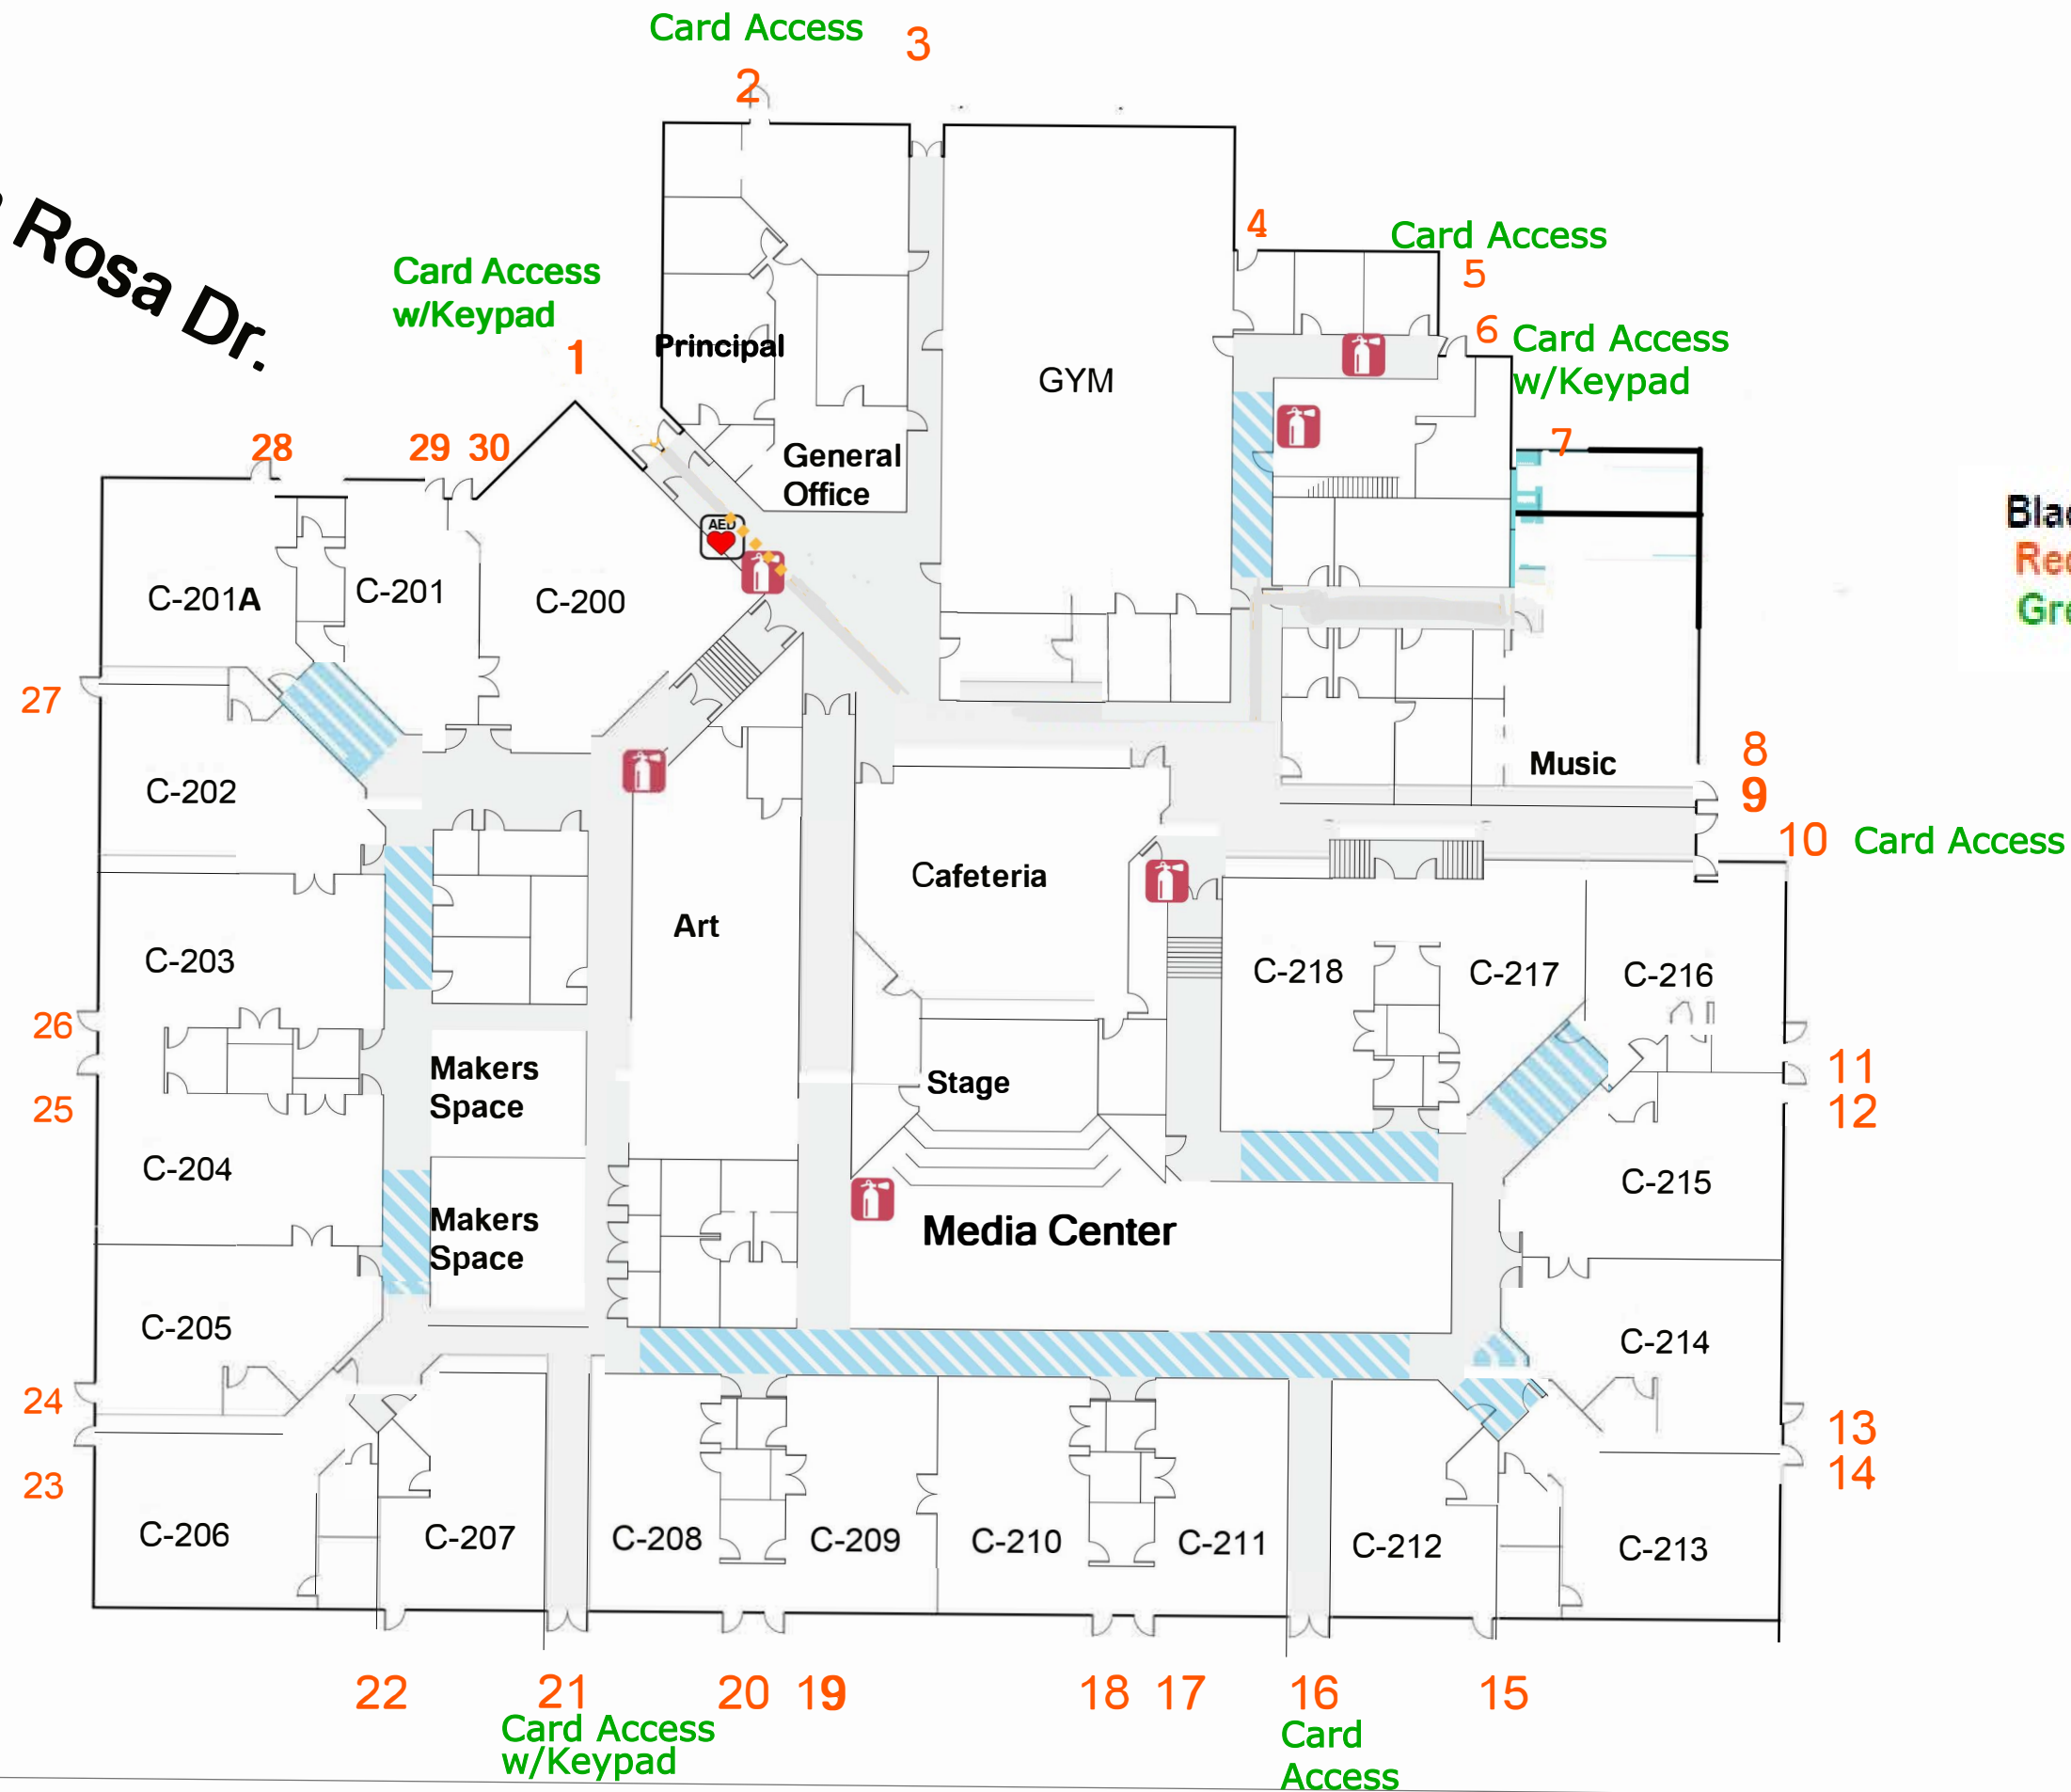 Card Access
3
2
Rosa Dr.
4
Card Access
5
Card Access
w/Keypad
1
Principal
6
Card Access
w/Keypad
GYM
28
29
30
7
General
Office
AED
C-201A
C-201
C-200
27
Music
8
9
C-202
10
Card Access
Cafeteria
Art
C-203
C-218
C-217
C-216
26
Makers
Space
Stage
11
25
12
C-204
C-215
Makers
Space
Media Center
C-205
C-214
24
13
23
14
C-206
C-207
C-208
C-209
C-210
C-211
C-212
C-213
22
21
20
19
18
17
16
15
Card Access
w/Keypad
Card
Access